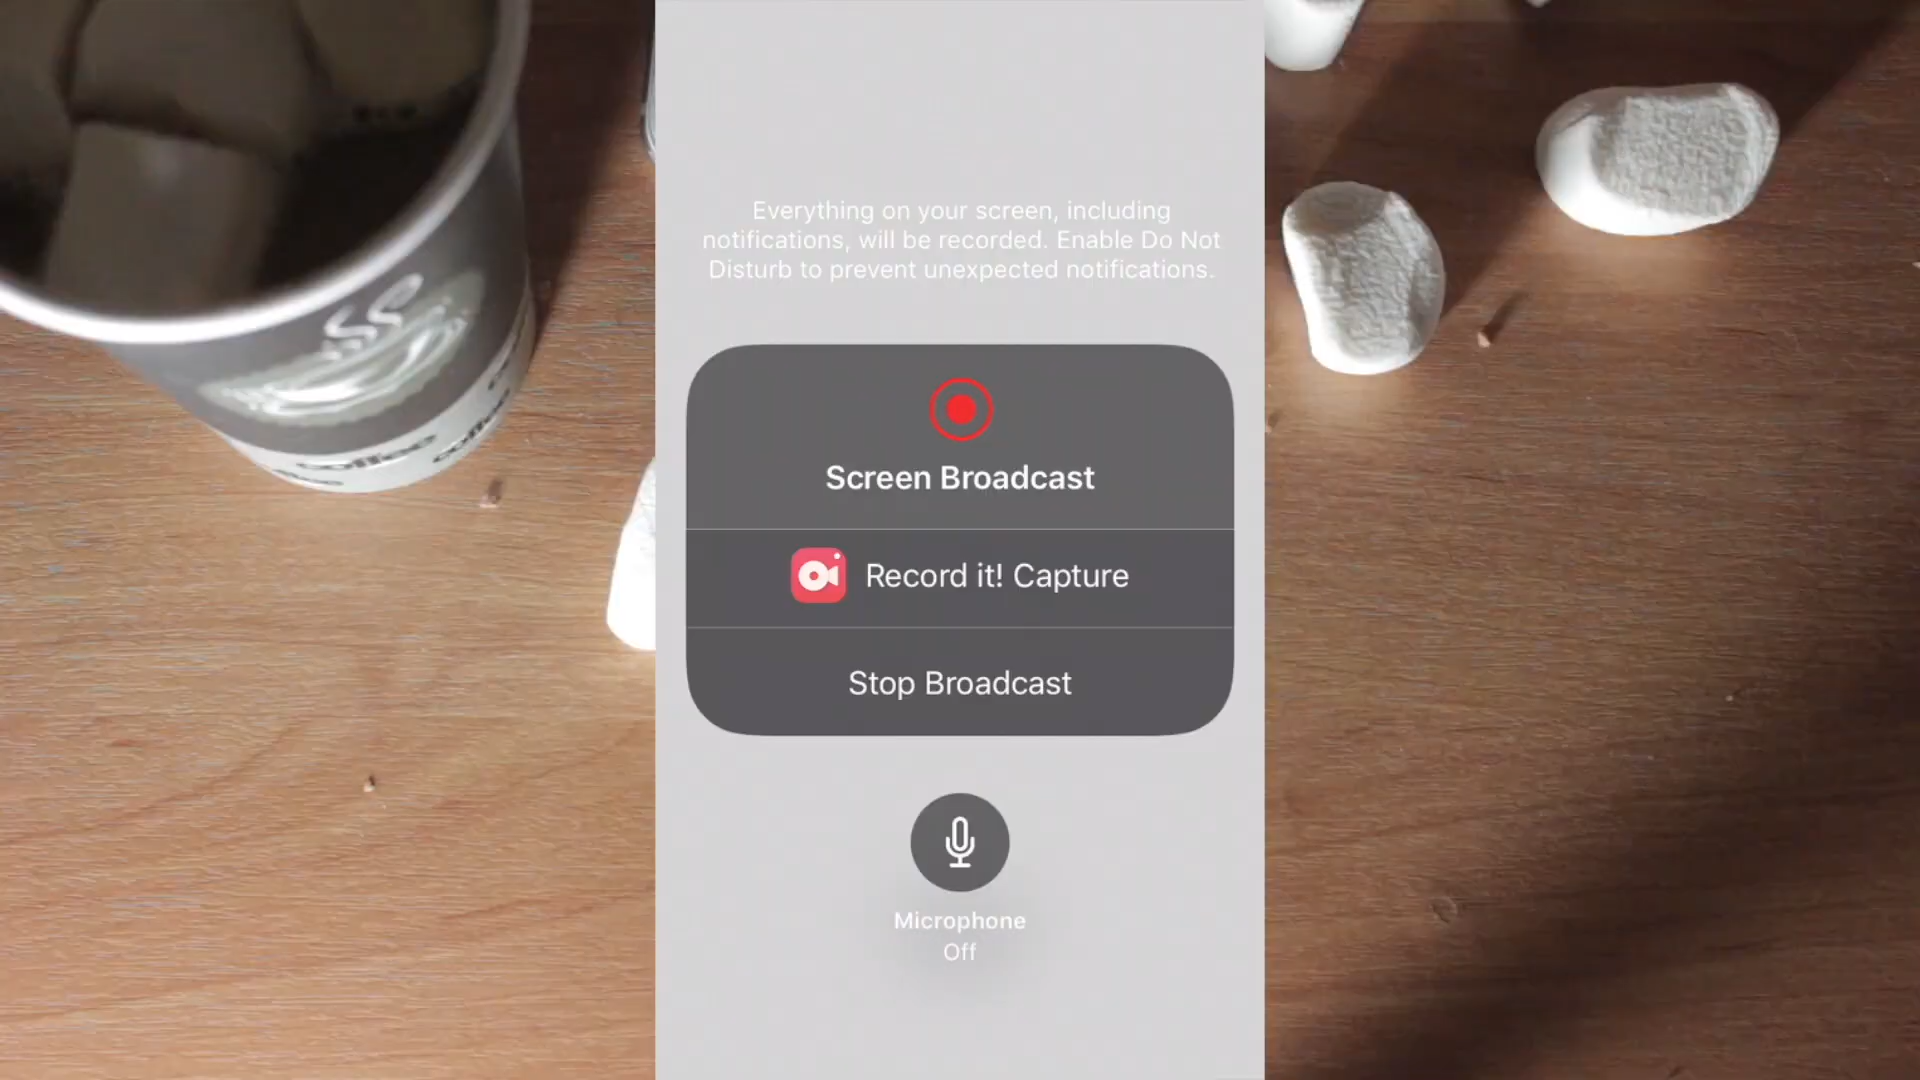 Everything on your screen, including
notifications, will be recorded. Enable Do Not
Disturb to prevent unexpected notifications.
Screen Broadcast
Record it! Capture
Stop Broadcast
Microphone
Off
coffee